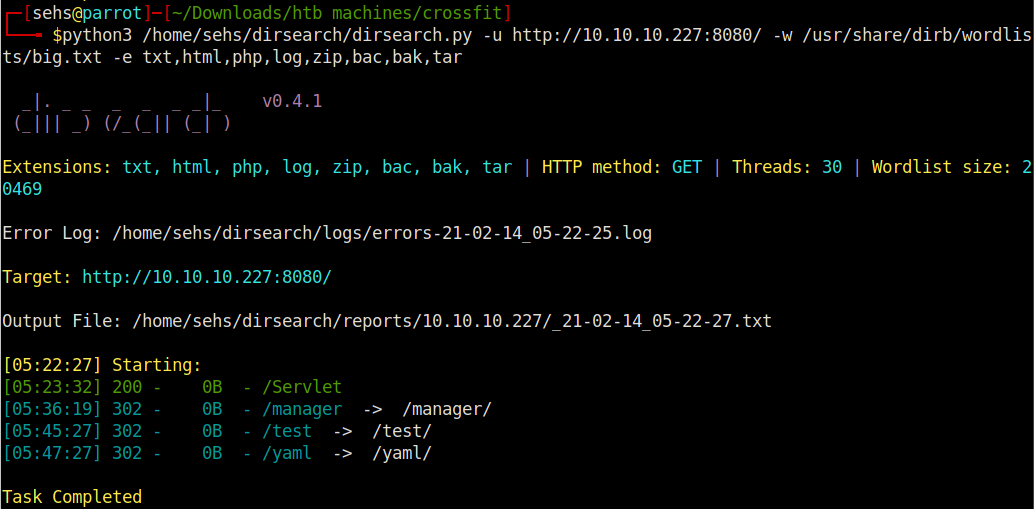 [sehs@parrot]─[~/Downloads/htb machines/crossfit]
$python3 /home/sehs/dirsearch/dirsearch.py -u http://10.10.10.227:8080/ -w /usr/share/dirb/wordlis
ts/big.txt -e txt,html,php,log,zip,bac,bak,tar
_|. _ _  _  _  _ _|_    v0.4.1
(_||| _) (/_(_|| (_| )
Extensions: txt, html, php, log, zip, bac, bak, tar | HTTP method: GET | Threads: 30 | Wordlist size: 2
0469
Error Log: /home/sehs/dirsearch/logs/errors-21-02-14_05-22-25.log
Target: http://10.10.10.227:8080/
Output File: /home/sehs/dirsearch/reports/10.10.10.227/_21-02-14_05-22-27.txt
[05:22:27] Starting:
[05:23:32] 200 -    0B  - /Servlet
[05:36:19] 302 -    0B  - /manager  ->  /manager/
[05:45:27] 302 -    0B  - /test  ->  /test/
[05:47:27] 302 -    0B  - /yaml  ->  /yaml/
Task Completed